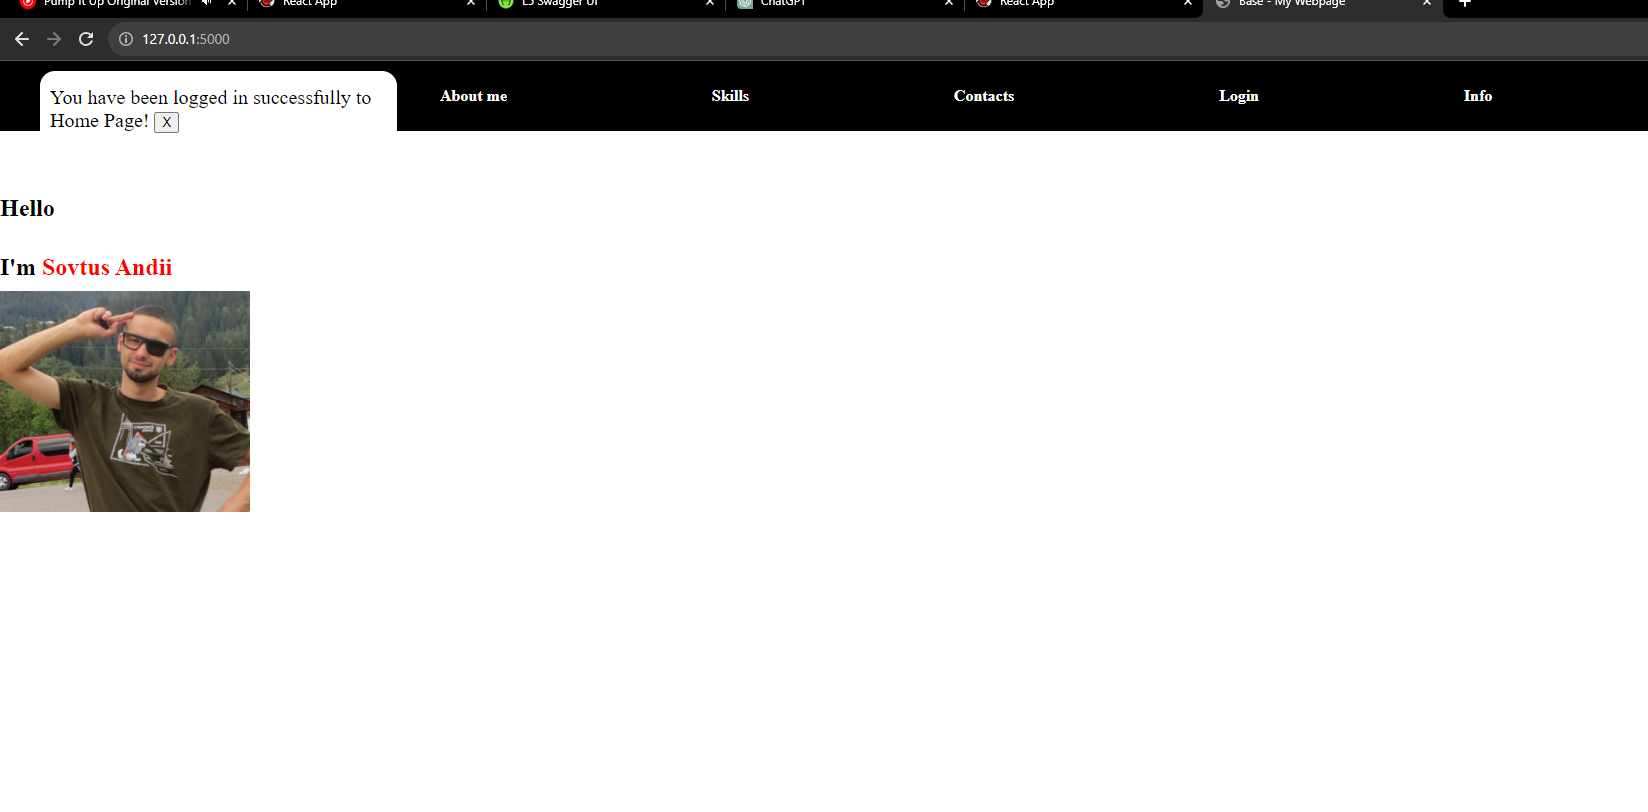 Pump It Up Original Version
React App
L5 Swagger UI
ChatGPT
React App
Base - My Webpage
127.0.0.1:5000
You have been logged in successfully to
Home Page! X
About me
Skills
Contacts
Login
Info
Hello
I'm Sovtus Andii